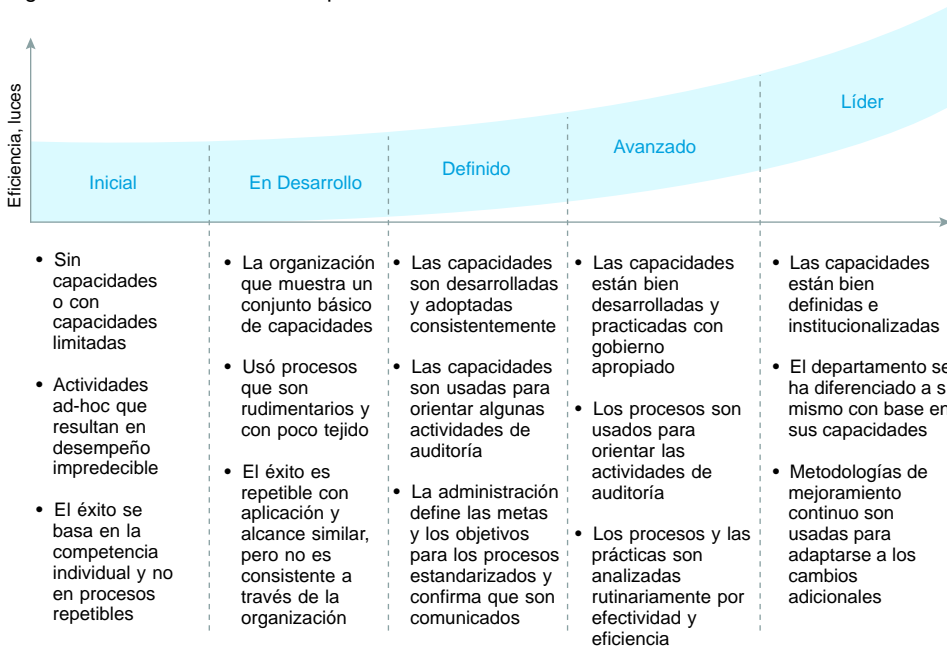 Eficiencia, luces
Inicial
En Desarrollo
Definido
Avanzado
Líder
• Sin
capacidades
o con
capacidades
limitadas
• Actividades
ad-hoc que
resultan en
desempeño
impredecible
• El éxito se
basa en la
competencia
individual y no
en procesos
repetibles
• La organización
que muestra un
conjunto básico
de capacidades
• Usó procesos
que son
rudimentarios y
con poco tejido
• El éxito es
repetible con
aplicación y
alcance similar,
pero no es
consistente a
través de la
organización
• Las capacidades
son desarrolladas
y adoptadas
consistentemente
• Las capacidades
son usadas para
orientar algunas
actividades de
auditoría
• La administración
define las metas
y los objetivos
para los procesos
estandarizados y
confirma que son
comunicados
• Las capacidades
están bien
desarrolladas y
practicadas con
gobierno
apropiado
• Los procesos son
usados para
orientar las
actividades de
auditoría
• Los procesos y las
prácticas son
analizadas
rutinariamente por
efectividad y
eficiencia
• Las capacidades
están bien
definidas e
institucionalizadas
• El departamento se
ha diferenciado a s
mismo con base en
sus capacidades
• Metodologías de
mejoramiento
continuo son
usadas para
adaptarse a los
cambios
adicionales